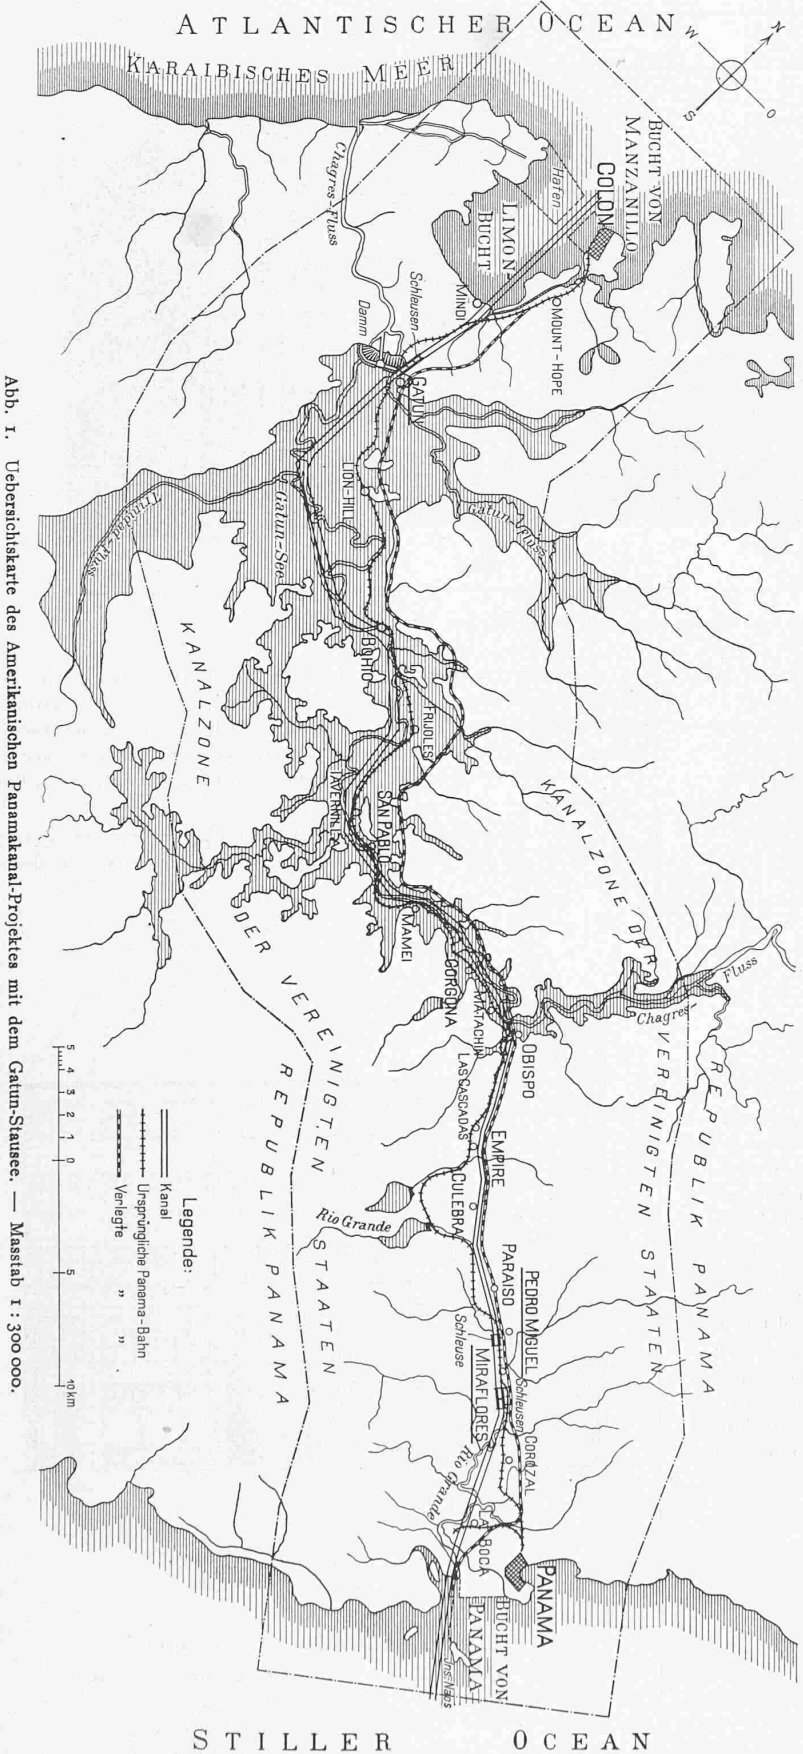 ATLANTISCHER OCEAN
KARAIBISCHES MEER
N
W
O
S
BUCHT VON
MANZANILLO
COLON
Hafen
LIMON-
BUCHT
MINDI
MOUNT-HOPE
Chagres-Fluss
Schleusen
Damm
GATUN
LION-HILL
Gatun-Fluss
Gatun-See
Trinidad-Fluss
BOHIO
FRIJOLES
TAVERNILLE
SAN PABLO
MAMEI
GORGONA
MATACHIN
OBISPO
LAS CASCADAS
EMPIRE
CULEBRA
Rio Grande
PARAISO
PEDRO MIGUEL
Schleuse
MIRAFLORES
Schleusen
COROZAL
Rio Grande
LA BOCA
PANAMA
BUCHT VON
PANAMA
Ins. Naos
Chagres-
Fluss
KANALZONE DER
VEREINIGTEN STAATEN
REPUBLIK PANAMA
KANALZONE
DER VEREINIGTEN STAATEN
REPUBLIK PANAMA
STILLER OCEAN
Legende:
Kanal
Ursprüngliche Panama-Bahn
Verlegte " "
5 4 3 2 1 0 5 10 km
Abb. 1. Uebersichtskarte des Amerikanischen Panamakanal-Projektes mit dem Gatun-Stausee. — Masstab 1 : 300 000.